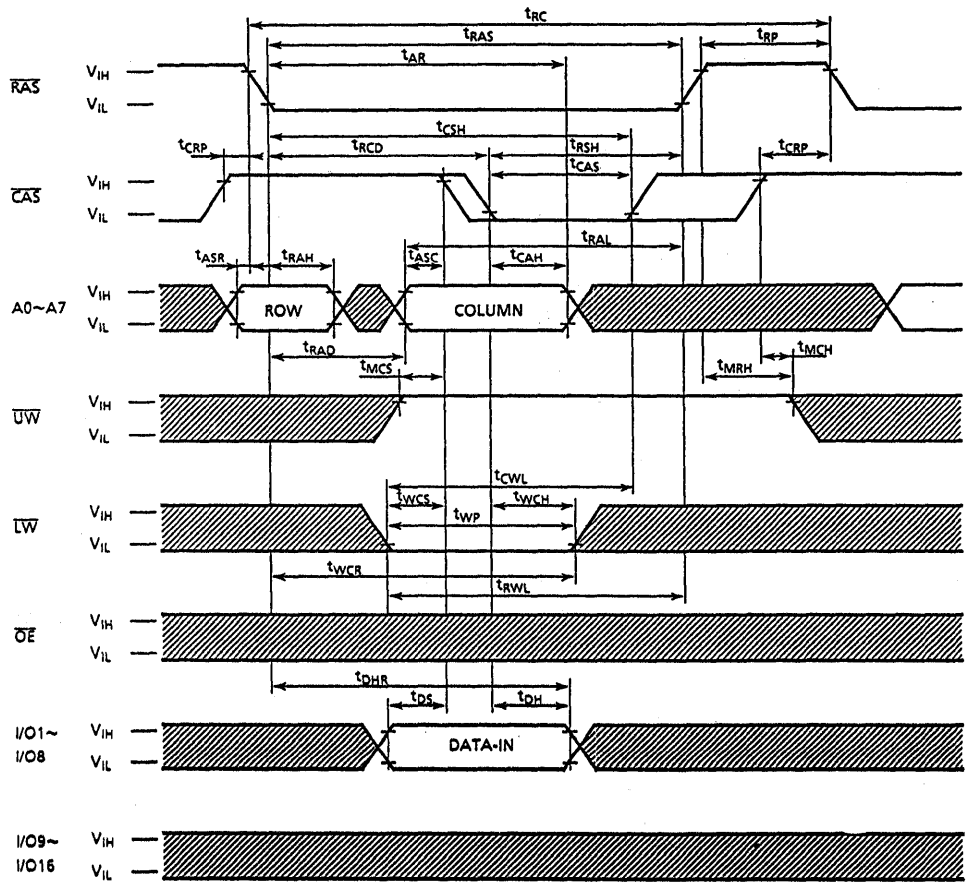 tRC
tRAS
tRP
tAR
RAS
VIH
VIL
tCSH
tCRP
tRCD
tRSH
tCRP
tCAS
CAS
VIH
VIL
tRAL
tASR
tRAH
tASC
tCAH
A0~A7
VIH
VIL
ROW
COLUMN
tRAD
tMCS
tMRH
tMCH
UW
VIH
VIL
tCWL
tWCS
tWCH
tWP
LW
VIH
VIL
tWCR
tRWL
OE
VIH
VIL
tDHR
tDS
tDH
I/O1~
I/O8
VIH
VIL
DATA-IN
I/O9~
I/O16
VIH
VIL